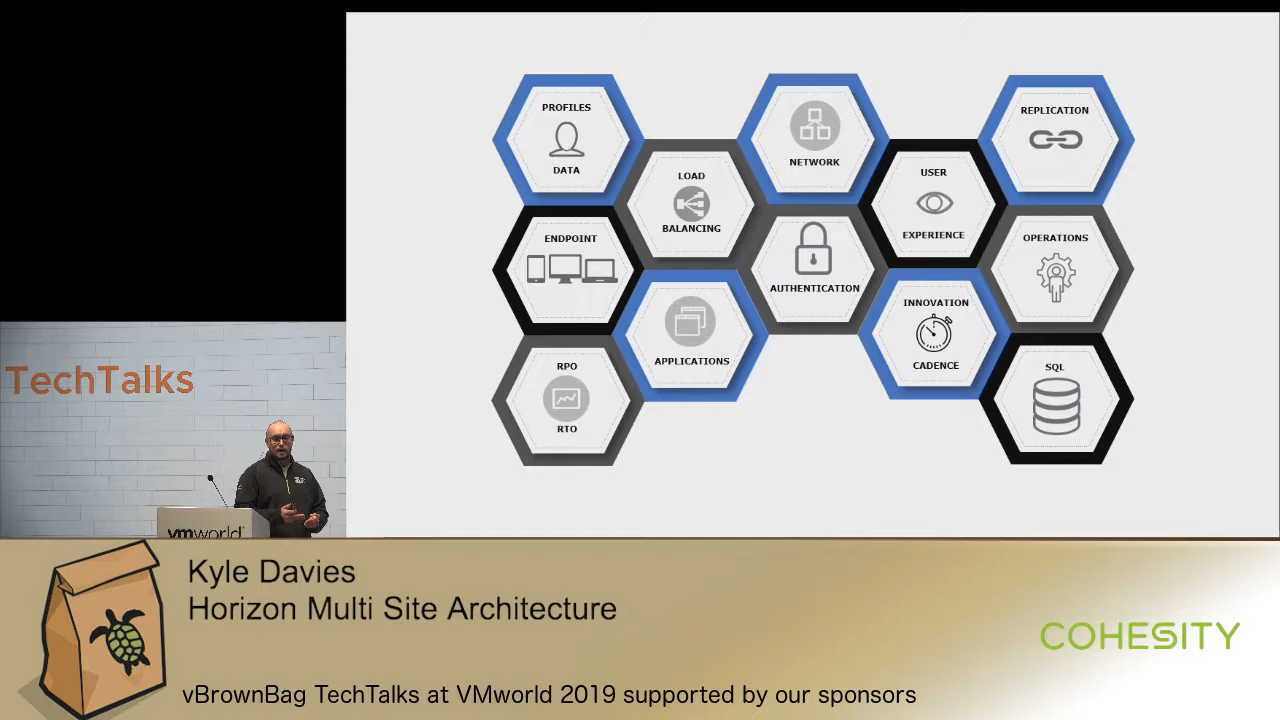 PROFILES
DATA
LOAD
BALANCING
NETWORK
USER
EXPERIENCE
REPLICATION
ENDPOINT
APPLICATIONS
AUTHENTICATION
INNOVATION
CADENCE
OPERATIONS
RPO
RTO
SQL
TechTalks
vmworld
Kyle Davies
Horizon Multi Site Architecture
COHESITY
vBrownBag TechTalks at VMworld 2019 supported by our sponsors